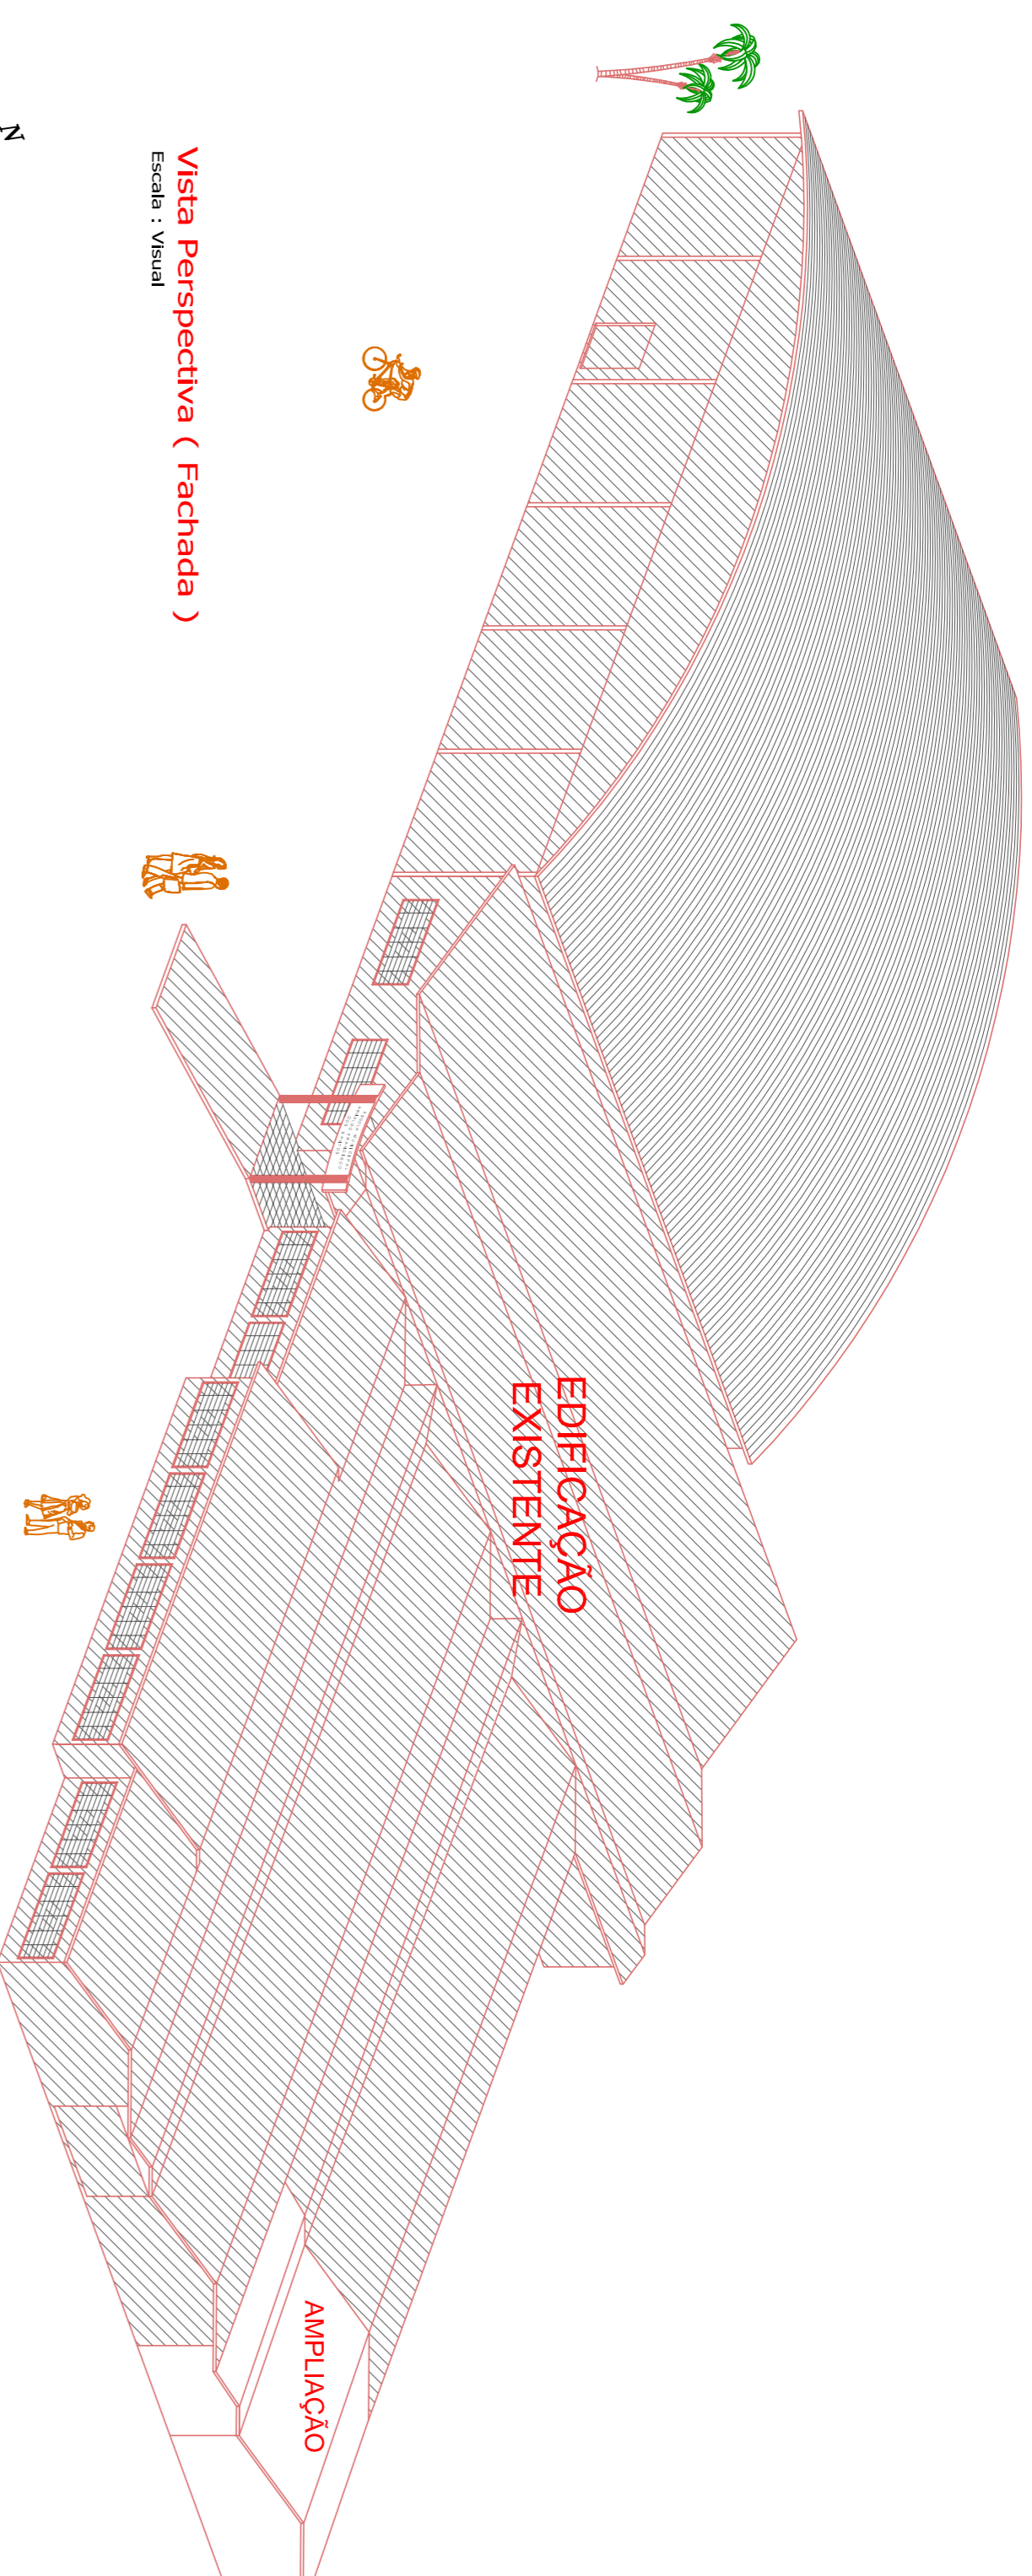 EDIFICAÇÃO
EXISTENTE
AMPLIAÇÃO
Vista Perspectiva ( Fachada )
Escala : Visual
N